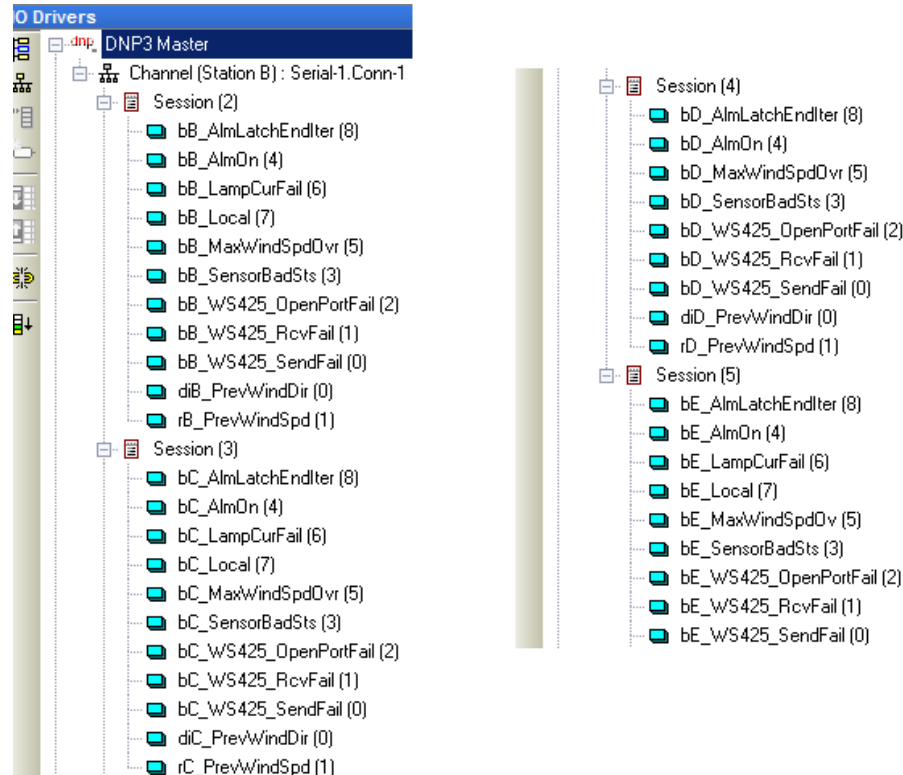 IO Drivers
dnp DNP3 Master
Channel (Station B) : Serial-1.Conn-1
Session (2)
bB_AlmLatchEndIter (8)
bB_AlmOn (4)
bB_LampCurFail (6)
bB_Local (7)
bB_MaxWindSpdOvr (5)
bB_SensorBadSts (3)
bB_WS425_OpenPortFail (2)
bB_WS425_RcvFail (1)
bB_WS425_SendFail (0)
diB_PrevWindDir (0)
rB_PrevWindSpd (1)
Session (3)
bC_AlmLatchEndIter (8)
bC_AlmOn (4)
bC_LampCurFail (6)
bC_Local (7)
bC_MaxWindSpdOvr (5)
bC_SensorBadSts (3)
bC_WS425_OpenPortFail (2)
bC_WS425_RcvFail (1)
bC_WS425_SendFail (0)
diC_PrevWindDir (0)
rC_PrevWindSpd (1)
Session (4)
bD_AlmLatchEndIter (8)
bD_AlmOn (4)
bD_MaxWindSpdOvr (5)
bD_SensorBadSts (3)
bD_WS425_OpenPortFail (2)
bD_WS425_RcvFail (1)
bD_WS425_SendFail (0)
diD_PrevWindDir (0)
rD_PrevWindSpd (1)
Session (5)
bE_AlmLatchEndIter (8)
bE_AlmOn (4)
bE_LampCurFail (6)
bE_Local (7)
bE_MaxWindSpdOv (5)
bE_SensorBadSts (3)
bE_WS425_OpenPortFail (2)
bE_WS425_RcvFail (1)
bE_WS425_SendFail (0)